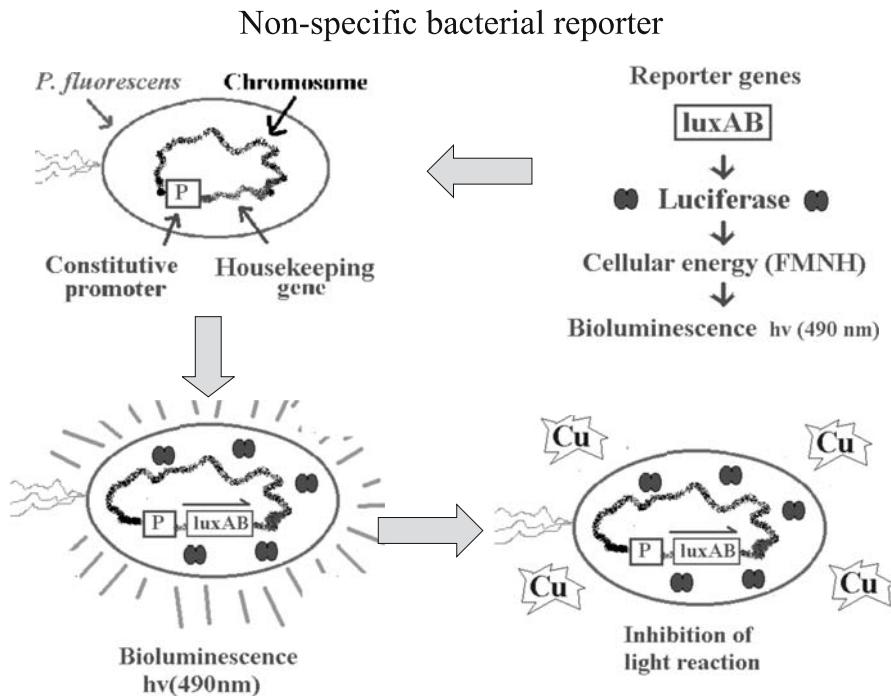 Non-specific bacterial reporter
P. fluorescens
Chromosome
P
Constitutive
promoter
Housekeeping
gene
Reporter genes
luxAB
Luciferase
Cellular energy (FMNH)
Bioluminescence hv (490 nm)
P
luxAB
Bioluminescence
hv(490nm)
Cu
Cu
P
luxAB
Cu
Cu
Inhibition of
light reaction